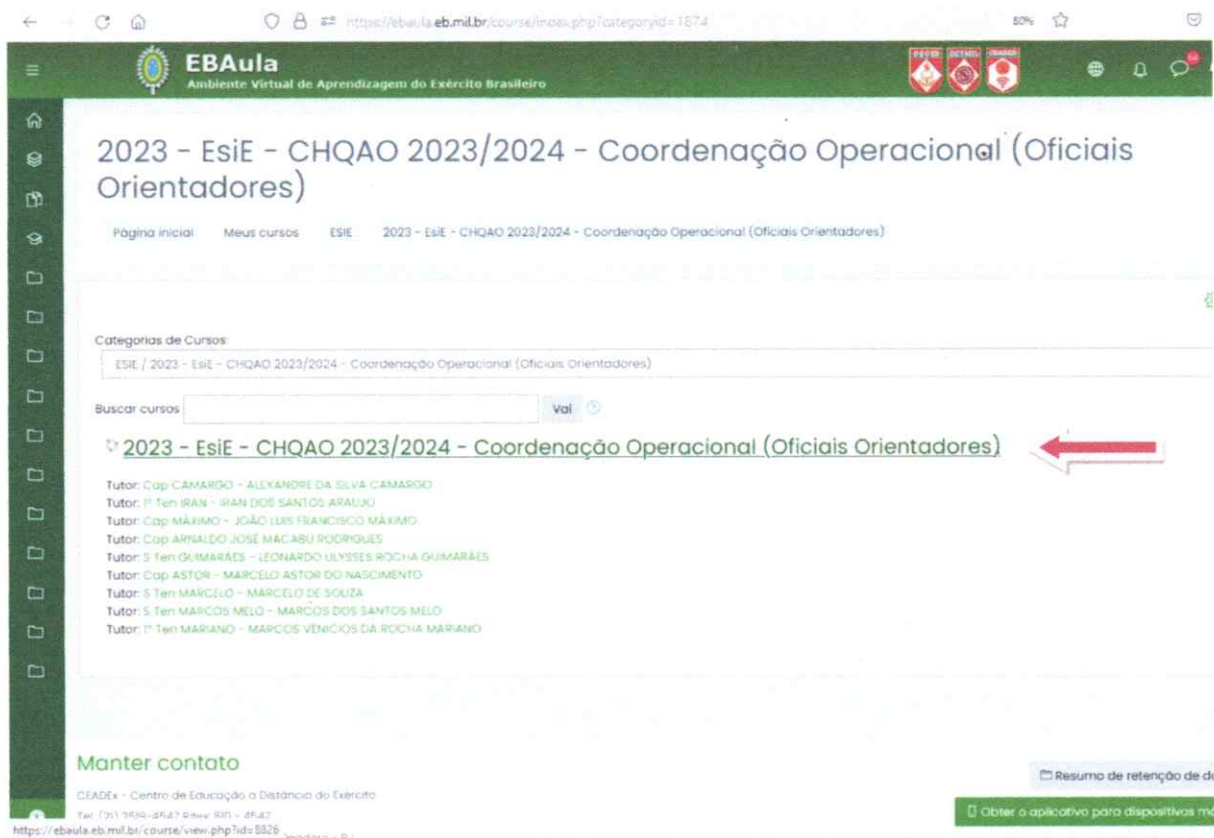 https://ebaula.eb.mil.br/course/index.php?categoryid=1874
80%
EBAula
Ambiente Virtual de Aprendizagem do Exército Brasileiro
2023 - EsiE - CHQAO 2023/2024 - Coordenação Operacional (Oficiais
Orientadores)
Página inicial Meus cursos ESIE 2023 - EsiE - CHQAO 2023/2024 - Coordenação Operacional (Oficiais Orientadores)
Categorias de Cursos:
ESIE / 2023 - EsiE - CHQAO 2023/2024 - Coordenação Operacional (Oficiais Orientadores)
Buscar cursos Vai
2023 - EsiE - CHQAO 2023/2024 - Coordenação Operacional (Oficiais Orientadores)
Tutor: Cap CAMARGO - ALEXANDRE DA SILVA CAMARGO
Tutor: 1º Ten IRAN - IRAN DOS SANTOS ARAUJO
Tutor: Cap MÁXIMO - JOÃO LUIS FRANCISCO MÁXIMO
Tutor: Cap ARNALDO JOSÉ MACABÚ RODRIGUES
Tutor: S Ten GUIMARÃES - LEONARDO ULYSSES ROCHA GUIMARÃES
Tutor: Cap ASTOR - MARCELO ASTOR DO NASCIMENTO
Tutor: S Ten MARCELO - MARCELO DE SOUZA
Tutor: S Ten MARCOS MELO - MARCOS DOS SANTOS MELO
Tutor: 1º Ten MARIANO - MARCOS VENICIOS DA ROCHA MARIANO
Manter contato
Resumo de retenção de d
CEADEx - Centro de Educação a Distância do Exército
Obter o aplicativo para dispositivos mo
https://ebaula.eb.mil.br/course/view.php?id=8826